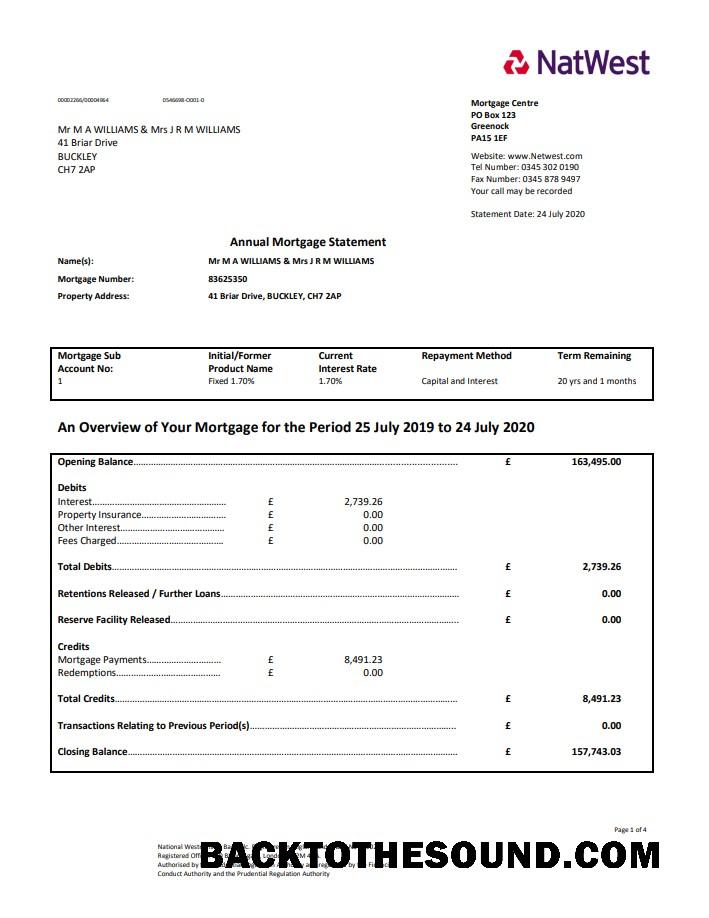 NatWest
00002266/00004964 0546698-O001-0
Mortgage Centre
PO Box 123
Greenock
PA15 1EF
Mr M A WILLIAMS & Mrs J R M WILLIAMS
41 Briar Drive
BUCKLEY
CH7 2AP
Website: www.Netwest.com
Tel Number: 0345 302 0190
Fax Number: 0345 878 9497
Your call may be recorded
Statement Date: 24 July 2020
Annual Mortgage Statement
Name(s): Mr M A WILLIAMS & Mrs J R M WILLIAMS
Mortgage Number: 83625350
Property Address: 41 Briar Drive, BUCKLEY, CH7 2AP
Mortgage Sub Initial/Former Current Repayment Method Term Remaining
Account No: Product Name Interest Rate
1 Fixed 1.70% 1.70% Capital and Interest 20 yrs and 1 months
An Overview of Your Mortgage for the Period 25 July 2019 to 24 July 2020
Opening Balance £ 163,495.00
Debits
Interest £ 2,739.26
Property Insurance £ 0.00
Other Interest £ 0.00
Fees Charged £ 0.00
Total Debits £ 2,739.26
Retentions Released / Further Loans £ 0.00
Reserve Facility Released £ 0.00
Credits
Mortgage Payments £ 8,491.23
Redemptions £ 0.00
Total Credits £ 8,491.23
Transactions Relating to Previous Period(s) £ 0.00
Closing Balance £ 157,743.03
Page 1 of 4
National
Registered
BACKTOTHESOUND.COM
Authorised by
Conduct Authority and the Prudential Regulation Authority